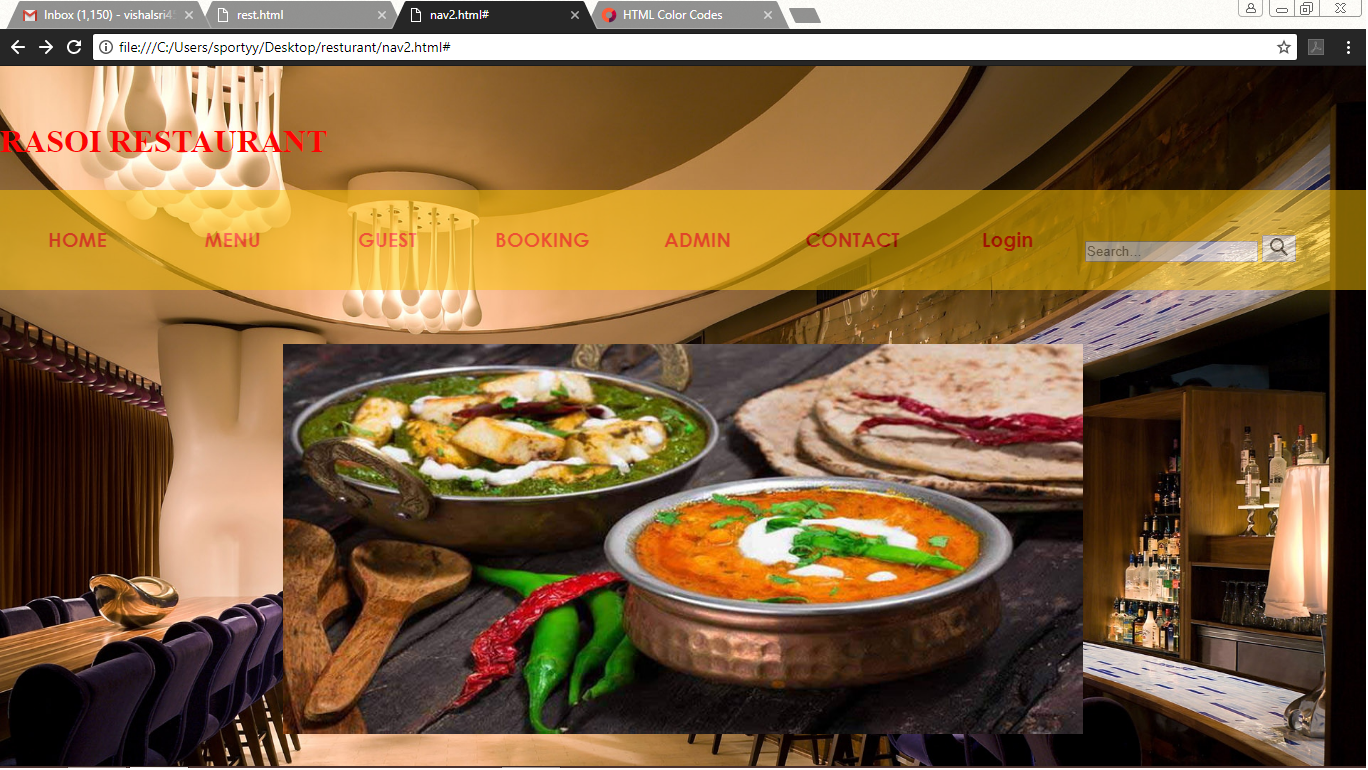 Inbox (1,150) - vishalsri4
rest.html
nav2.html#
HTML Color Codes
file:///C:/Users/sportyy/Desktop/resturant/nav2.html#
RASOI RESTAURANT
HOME MENU GUEST BOOKING ADMIN CONTACT Login Search...